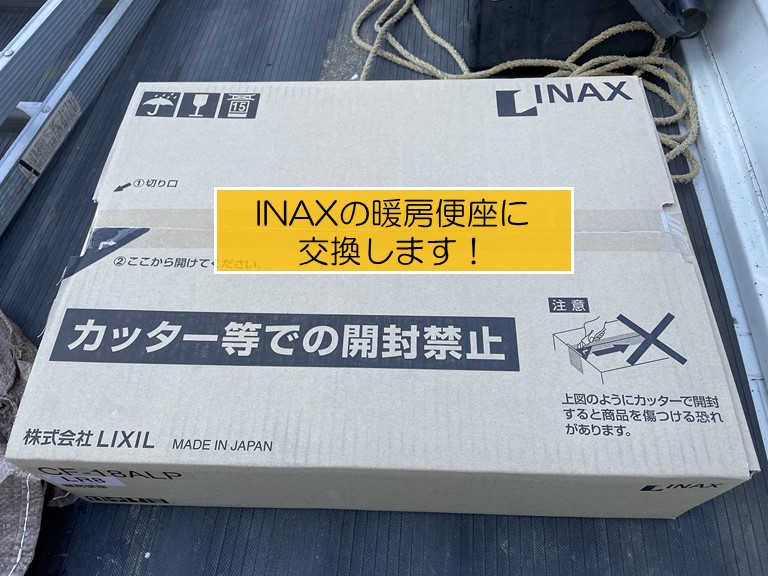 15
INAX
①切り口
INAXの暖房便座に
交換します！
②ここから開けてください。
注意
カッター等での開封禁止
上図のようにカッターで開封
すると商品を傷つける恐れ
があります。
株式会社 LIXIL MADE IN JAPAN
CF-18ALP
LR8
INAX